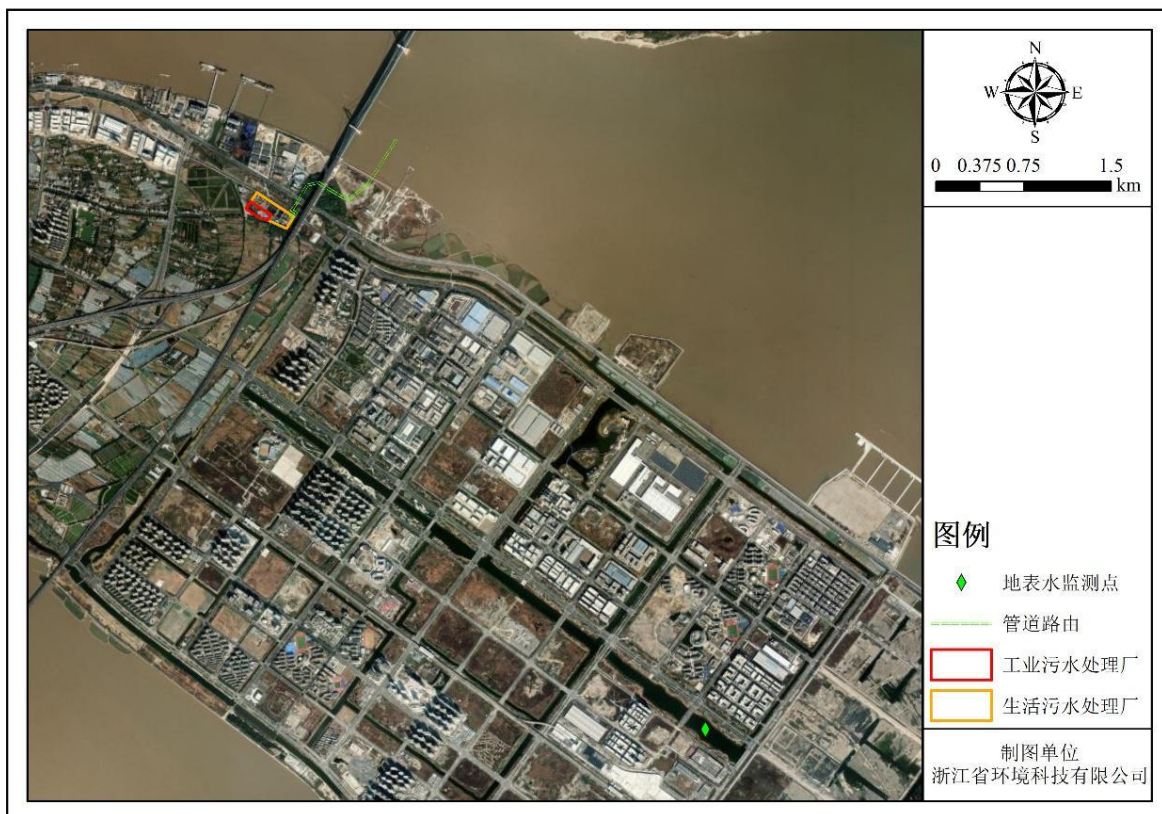 N
W E
S
0 0.375 0.75 1.5
km
图例
地表水监测点
管道路由
工业污水处理厂
生活污水处理厂
制图单位
浙江省环境科技有限公司